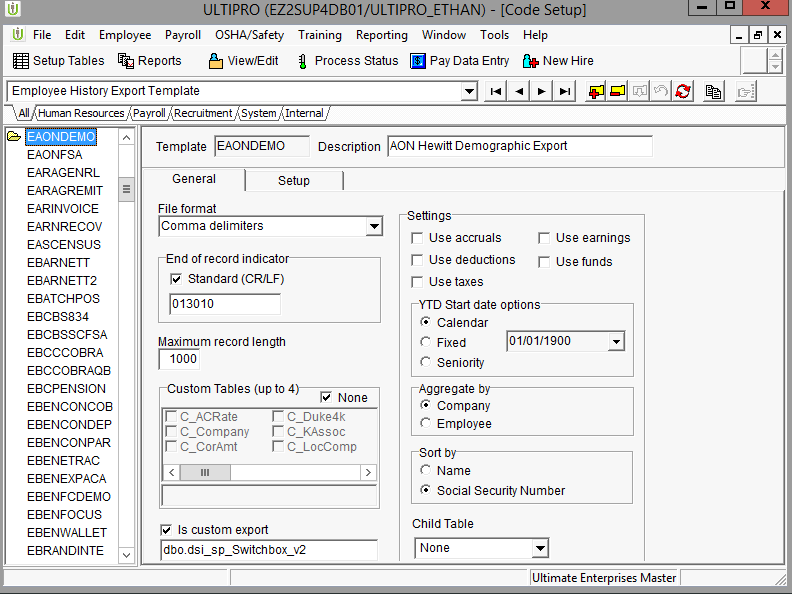 ULTIPRO (EZ2SUP4DB01/ULTIPRO_ETHAN) - [Code Setup]
File Edit Employee Payroll OSHA/Safety Training Reporting Window Tools Help
Setup Tables Reports View/Edit Process Status Pay Data Entry New Hire
Employee History Export Template
All Human Resources Payroll Recruitment System Internal
EAONDEMO
EAONFSA
EARAGENRL
EARAGREMIT
EARINVOICE
EARNRECOV
EASCENSUS
EBARNETT
EBARNETT2
EBATCHPOS
EBCBS834
EBCBSSCFSA
EBCCCOBRA
EBCCOBRAQB
EBCPENSION
EBENCONCOB
EBENCONDEP
EBENCONPAR
EBENETRAC
EBENEXPACA
EBENFCDEMO
EBENFOCUS
EBENWALLET
EBRANDINTE
Template EAONDEMO Description AON Hewitt Demographic Export
General Setup
File format
Comma delimiters
End of record indicator
Standard (CR/LF)
013010
Maximum record length
1000
Custom Tables (up to 4) None
C_ACRate C_Duke4k
C_Company C_KAssoc
C_CorAmt C_LocComp
Is custom export
dbo.dsi_sp_Switchbox_v2
Settings
Use accruals Use earnings
Use deductions Use funds
Use taxes
YTD Start date options
Calendar
Fixed 01/01/1900
Seniority
Aggregate by
Company
Employee
Sort by
Name
Social Security Number
Child Table
None
Ultimate Enterprises Master